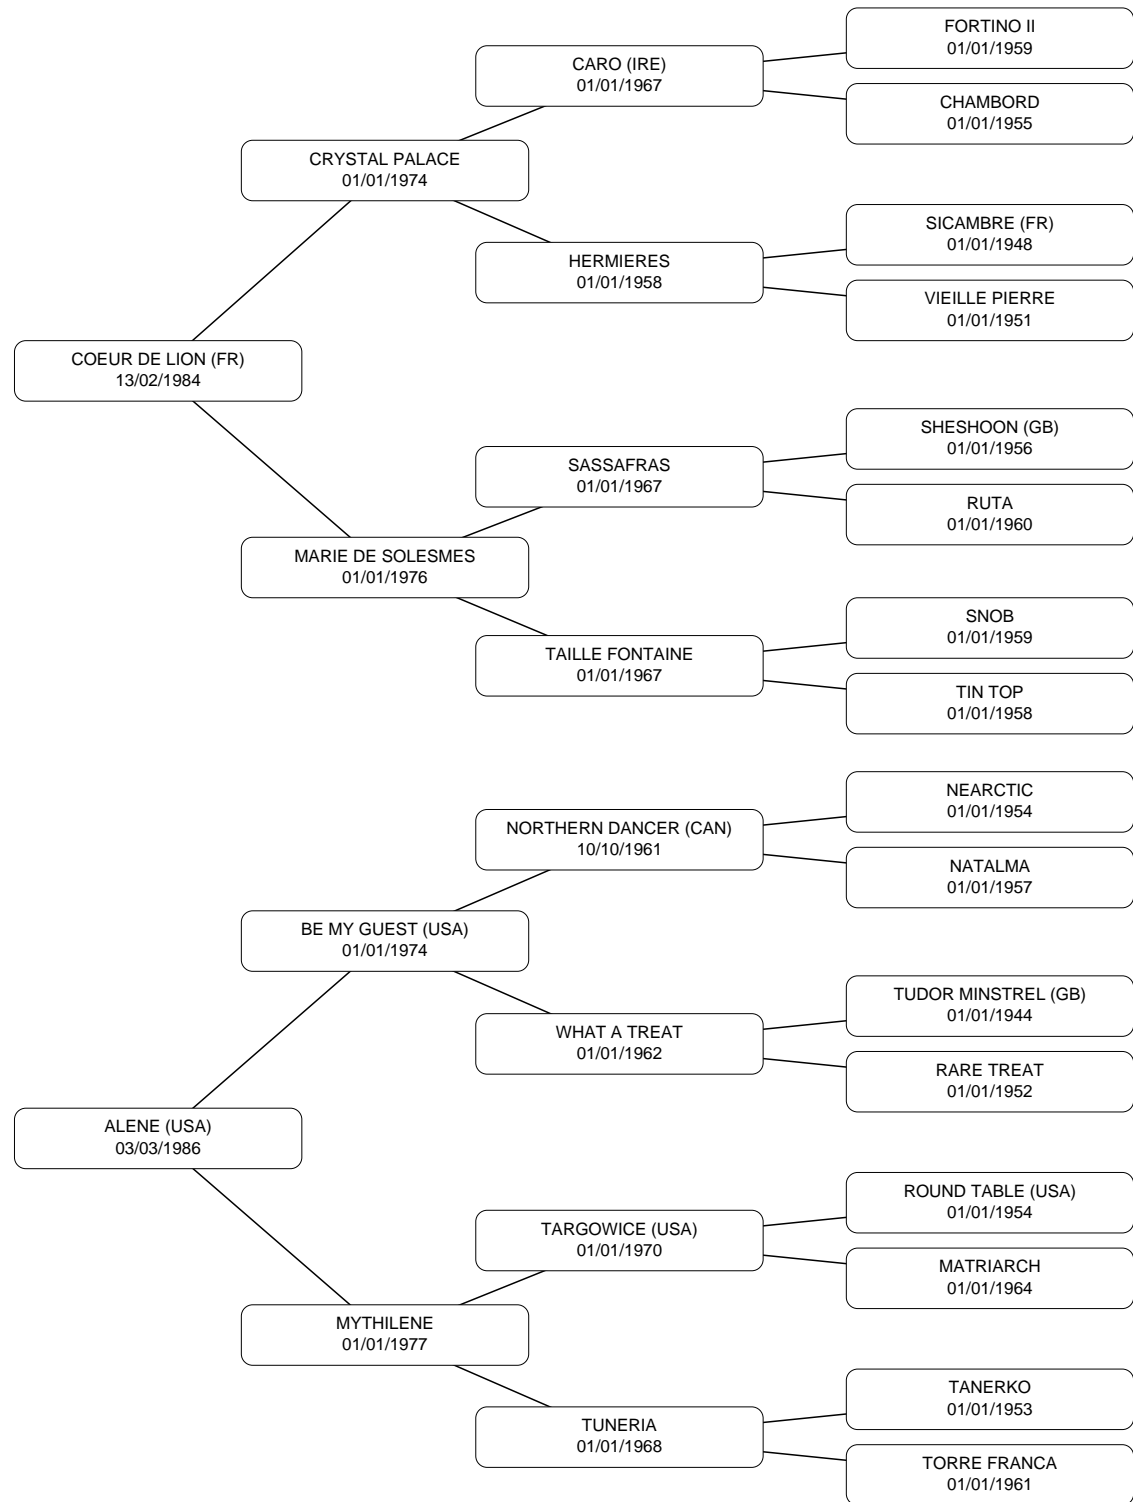 FORTINO II
01/01/1959
CARO (IRE)
01/01/1967
CHAMBORD
01/01/1955
CRYSTAL PALACE
01/01/1974
SICAMBRE (FR)
01/01/1948
HERMIERES
01/01/1958
VIEILLE PIERRE
01/01/1951
COEUR DE LION (FR)
13/02/1984
SHESHOON (GB)
01/01/1956
SASSAFRAS
01/01/1967
RUTA
01/01/1960
MARIE DE SOLESMES
01/01/1976
SNOB
01/01/1959
TAILLE FONTAINE
01/01/1967
TIN TOP
01/01/1958
NEARCTIC
01/01/1954
NORTHERN DANCER (CAN)
10/10/1961
NATALMA
01/01/1957
BE MY GUEST (USA)
01/01/1974
TUDOR MINSTREL (GB)
01/01/1944
WHAT A TREAT
01/01/1962
RARE TREAT
01/01/1952
ALENE (USA)
03/03/1986
ROUND TABLE (USA)
01/01/1954
TARGOWICE (USA)
01/01/1970
MATRIARCH
01/01/1964
MYTHILENE
01/01/1977
TANERKO
01/01/1953
TUNERIA
01/01/1968
TORRE FRANCA
01/01/1961